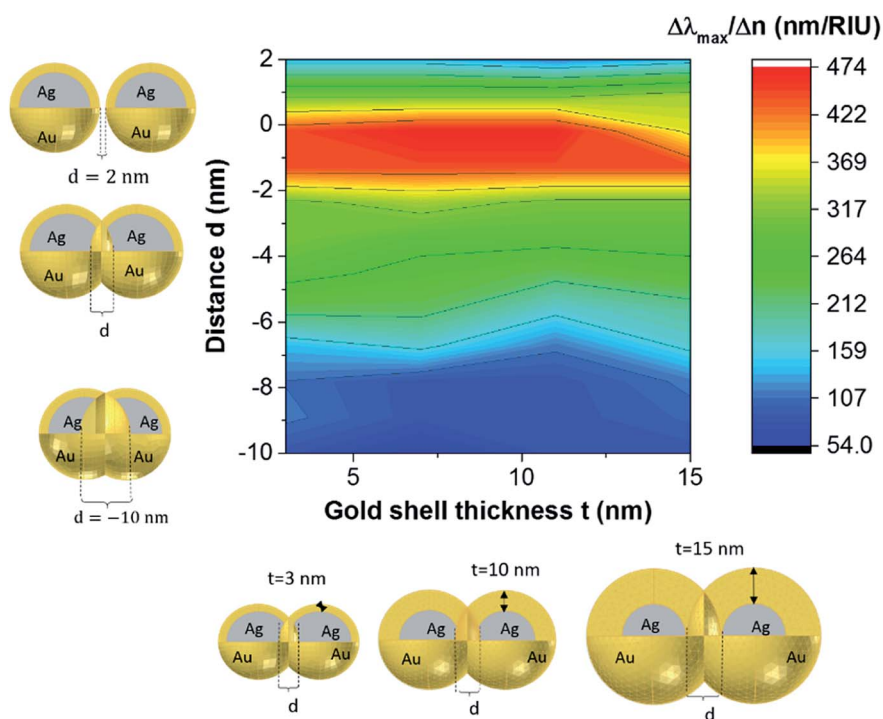 Δλmax/Δn (nm/RIU)
Ag Ag
Au Au
d = 2 nm
Ag Ag
Au Au
d
Ag Ag
Au Au
d = −10 nm
Distance d (nm)
2
0
-2
-4
-6
-8
-10
5 10 15
Gold shell thickness t (nm)
474
422
369
317
264
212
159
107
54.0
t=3 nm
Ag Ag
Au Au
d
t=10 nm
Ag Ag
Au Au
d
t=15 nm
Ag Ag
Au Au
d